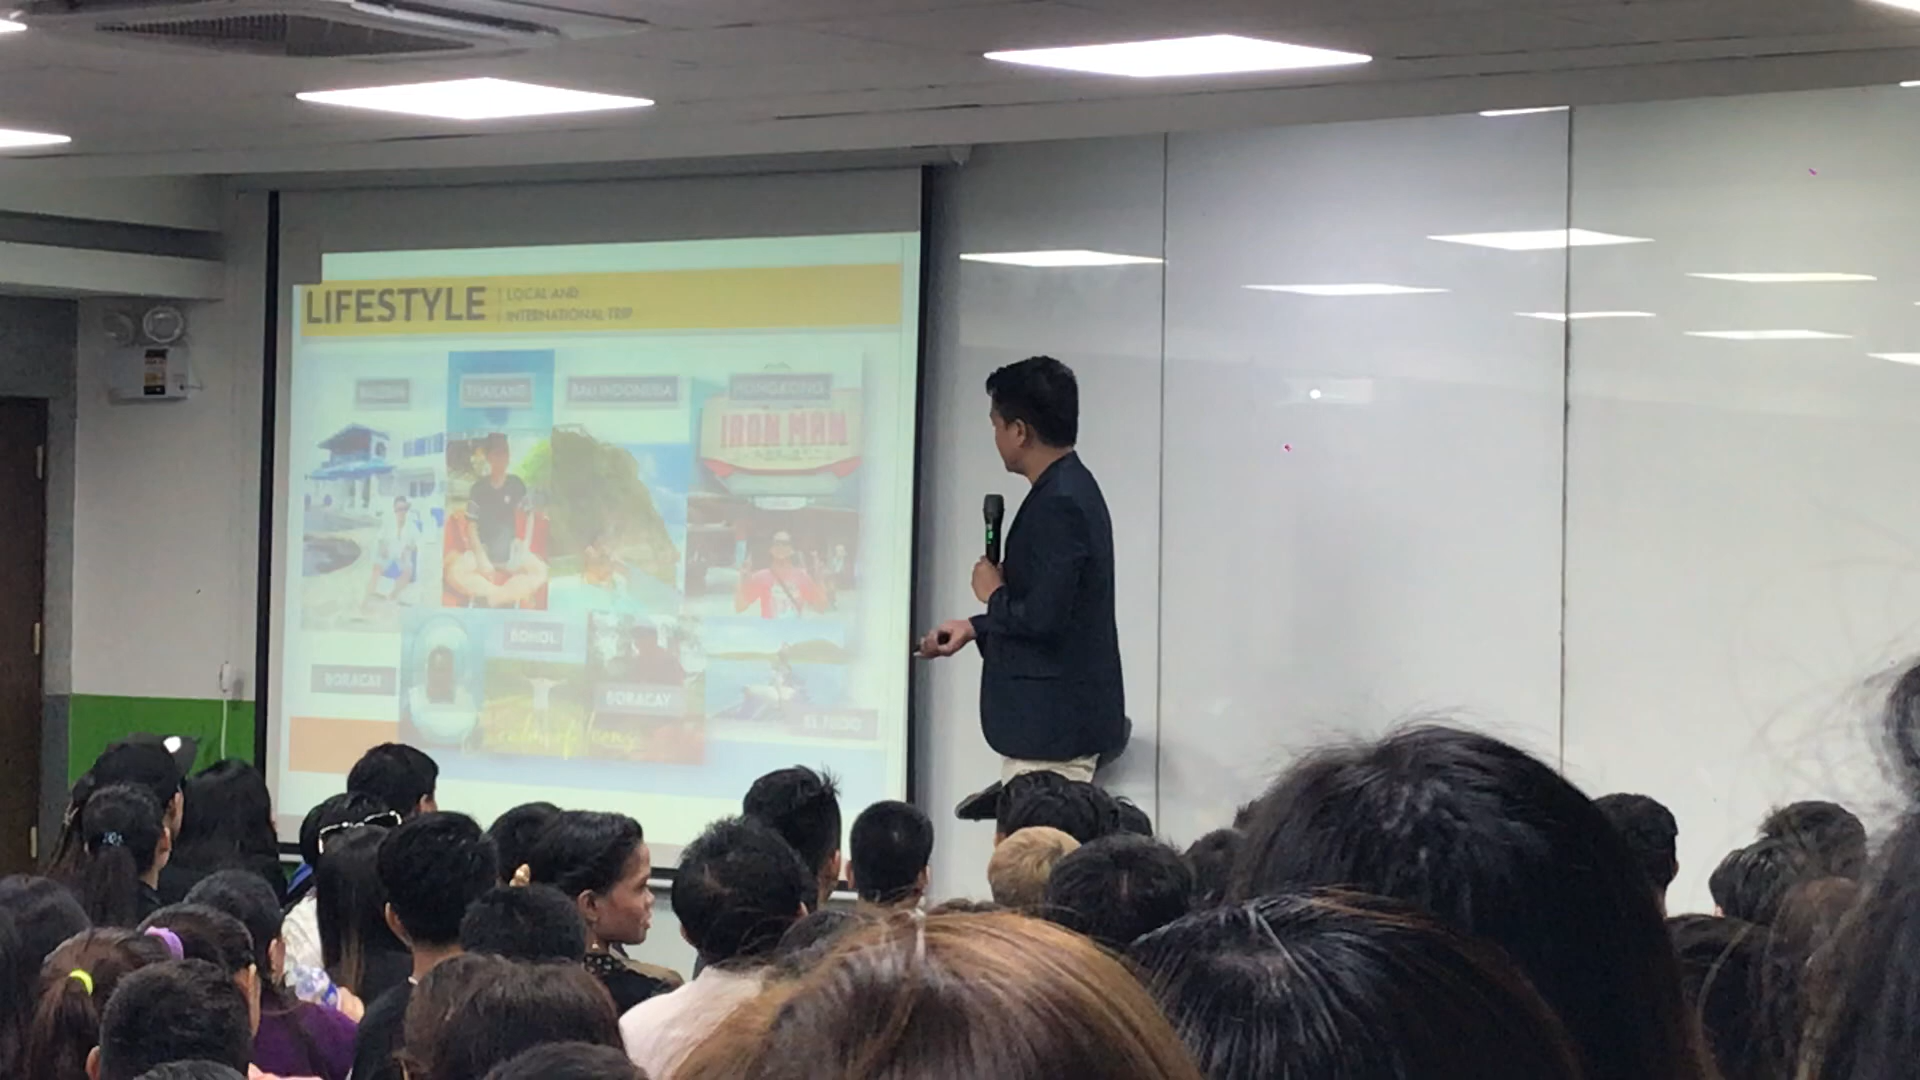 LIFESTYLE
LOCAL AND
INTERNATIONAL TRIP
THAILAND
BALI INDONESIA
HONGKONG
IRON MAN
BOHOL
BORACAY
BORACAY
EL NIDO